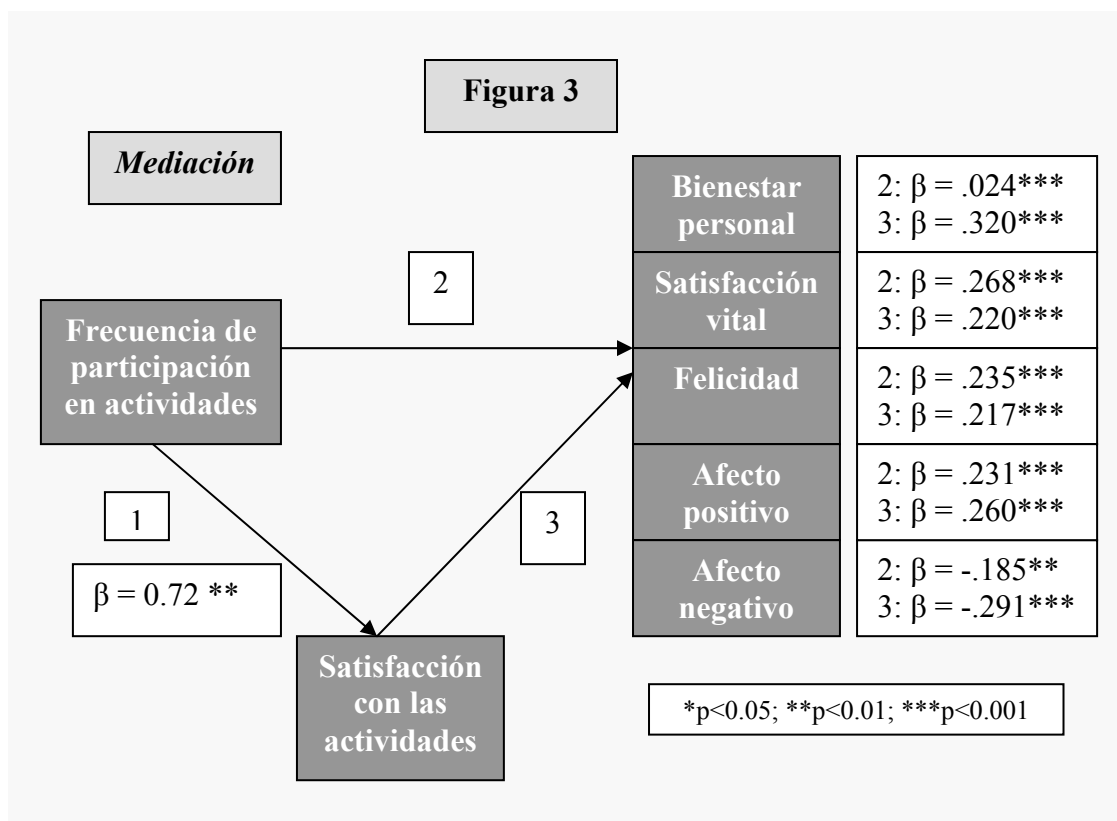 Figura 3
Mediación
Bienestar
personal
2: β = .024***
3: β = .320***
2
Satisfacción
vital
2: β = .268***
3: β = .220***
Frecuencia de
participación
en actividades
Felicidad
2: β = .235***
3: β = .217***
Afecto
positivo
2: β = .231***
3: β = .260***
1
3
β = 0.72 **
Afecto
negativo
2: β = -.185**
3: β = -.291***
Satisfacción
con las
actividades
*p<0.05; **p<0.01; ***p<0.001